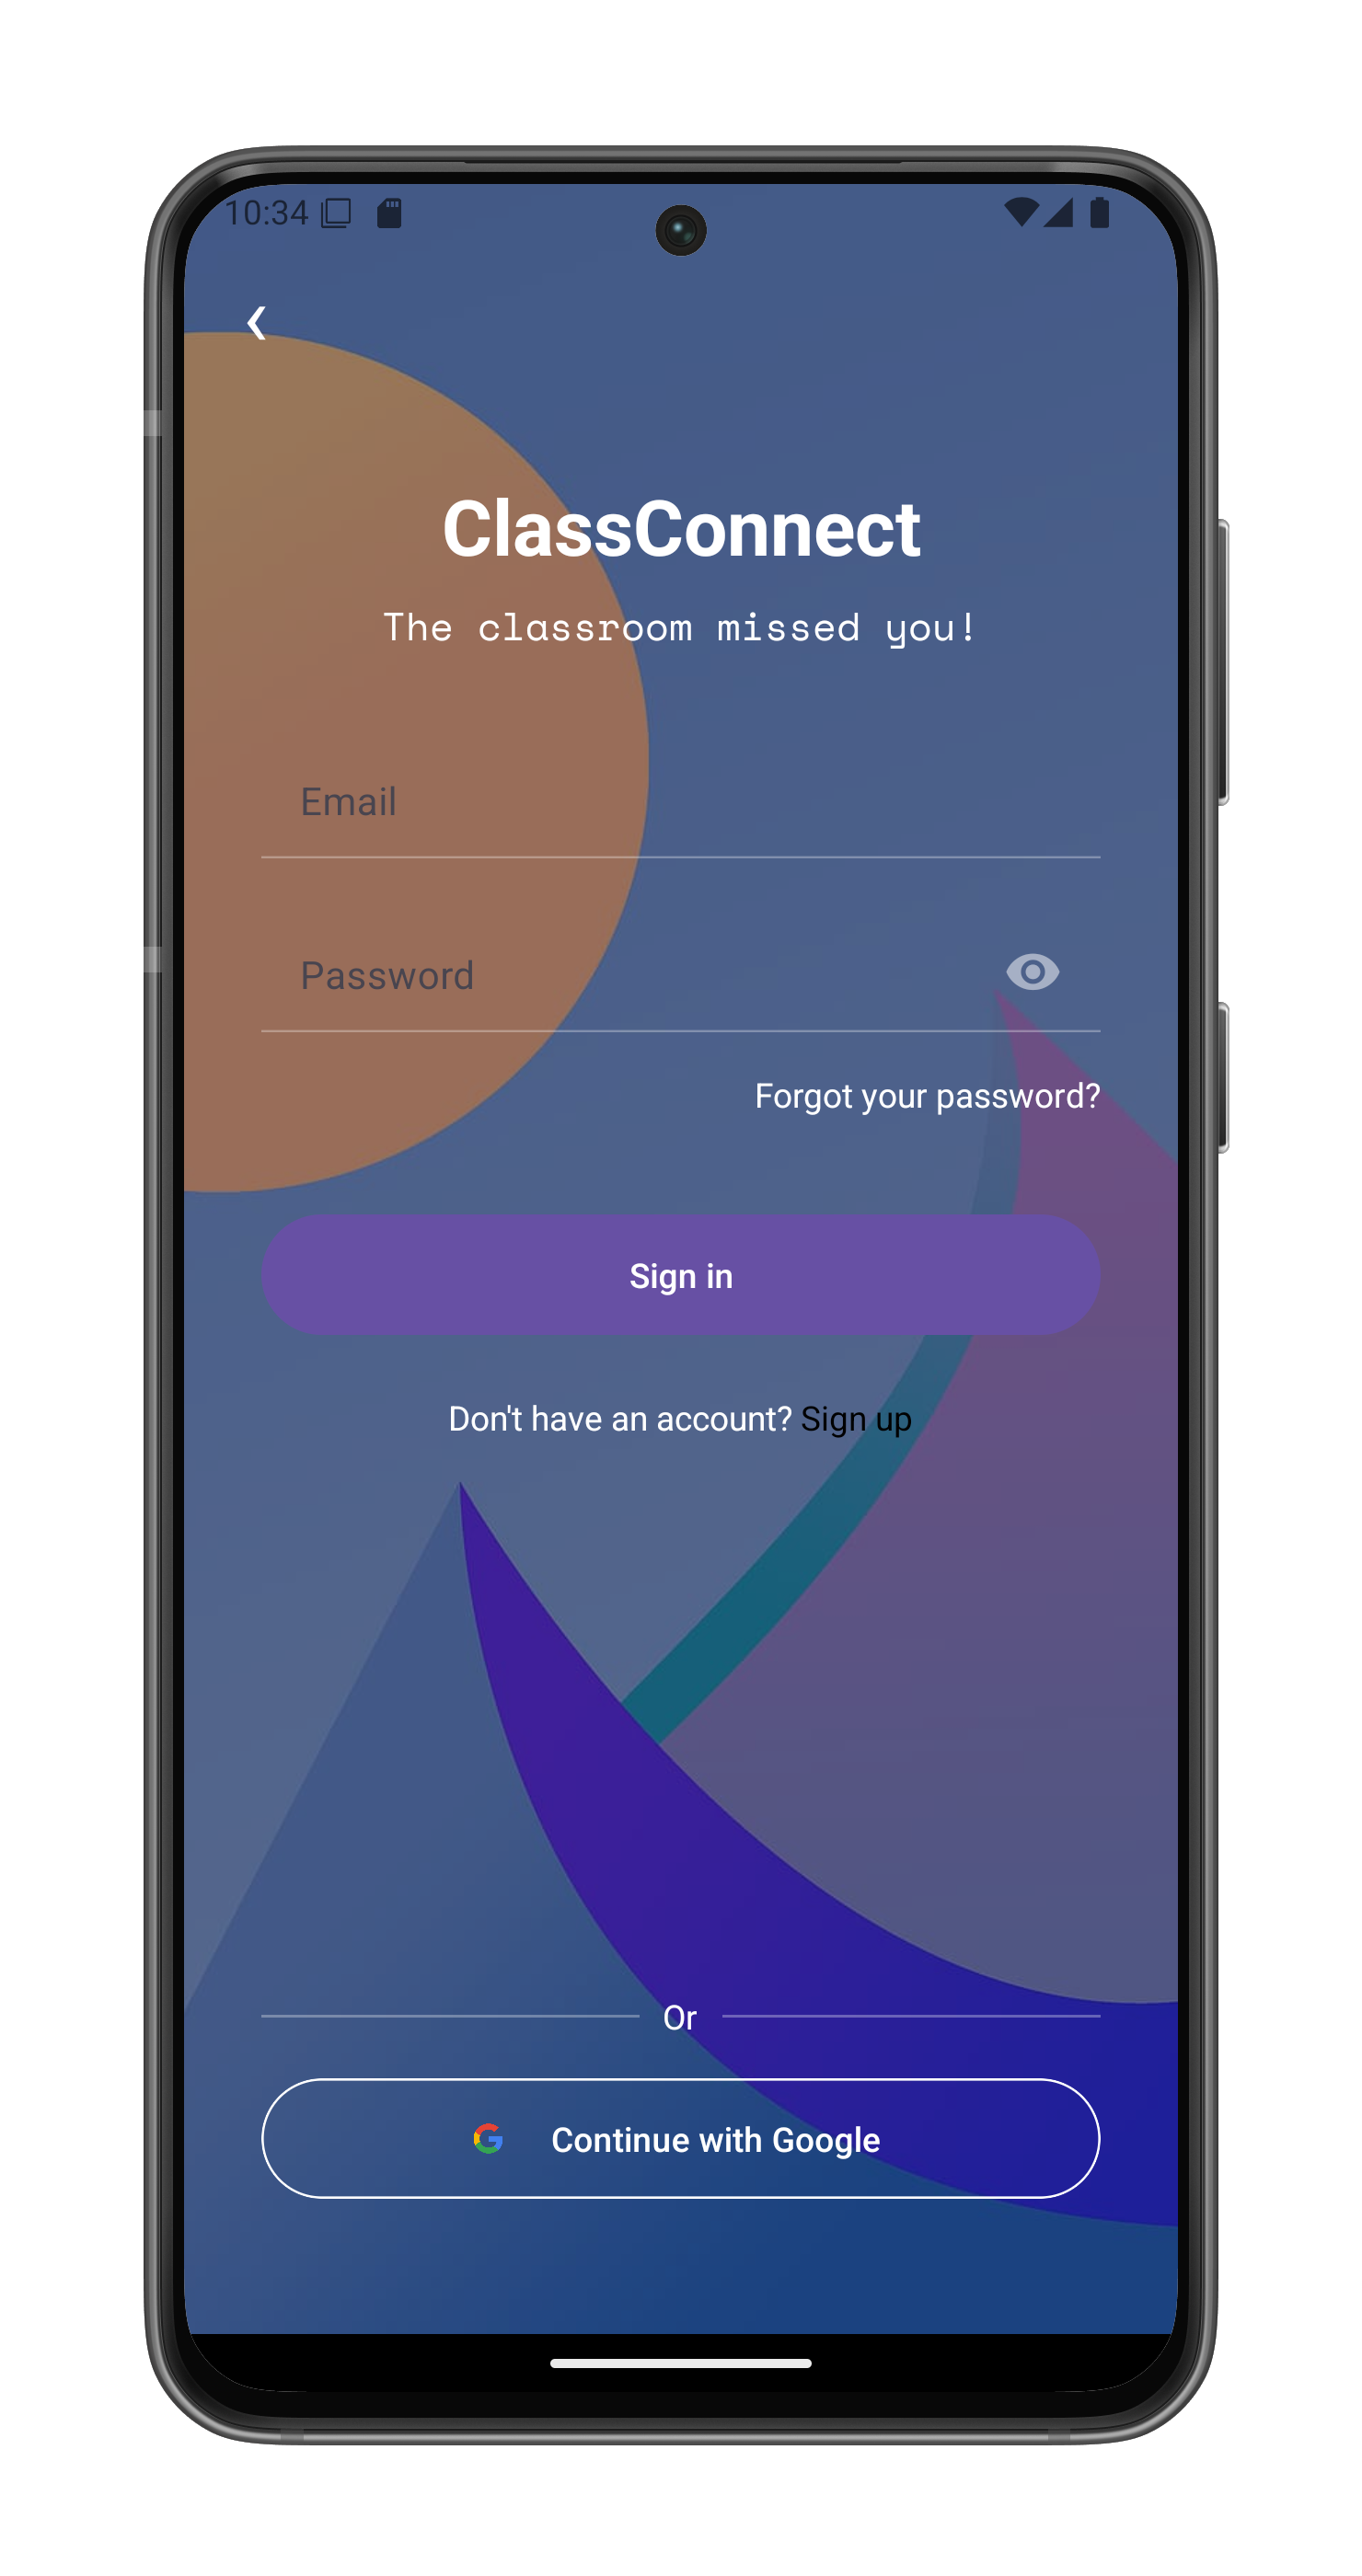 10:34
ClassConnect
The classroom missed you!
Email
Password
Forgot your password?
Sign in
Don't have an account? Sign up
Or
Continue with Google